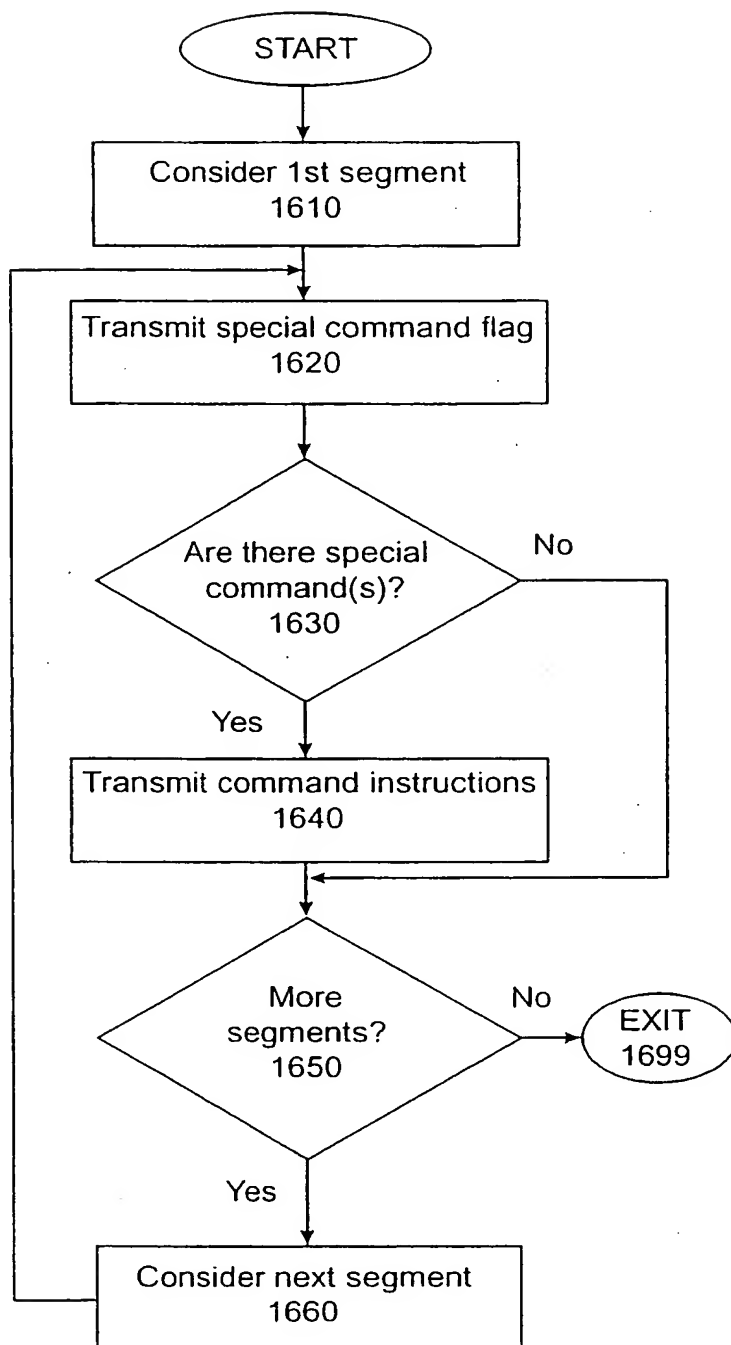 START
Consider 1st segment
1610
Transmit special command flag
1620
Are there special
command(s)?
1630
No
Yes
Transmit command instructions
1640
More
segments?
1650
No
EXIT
1699
Yes
Consider next segment
1660